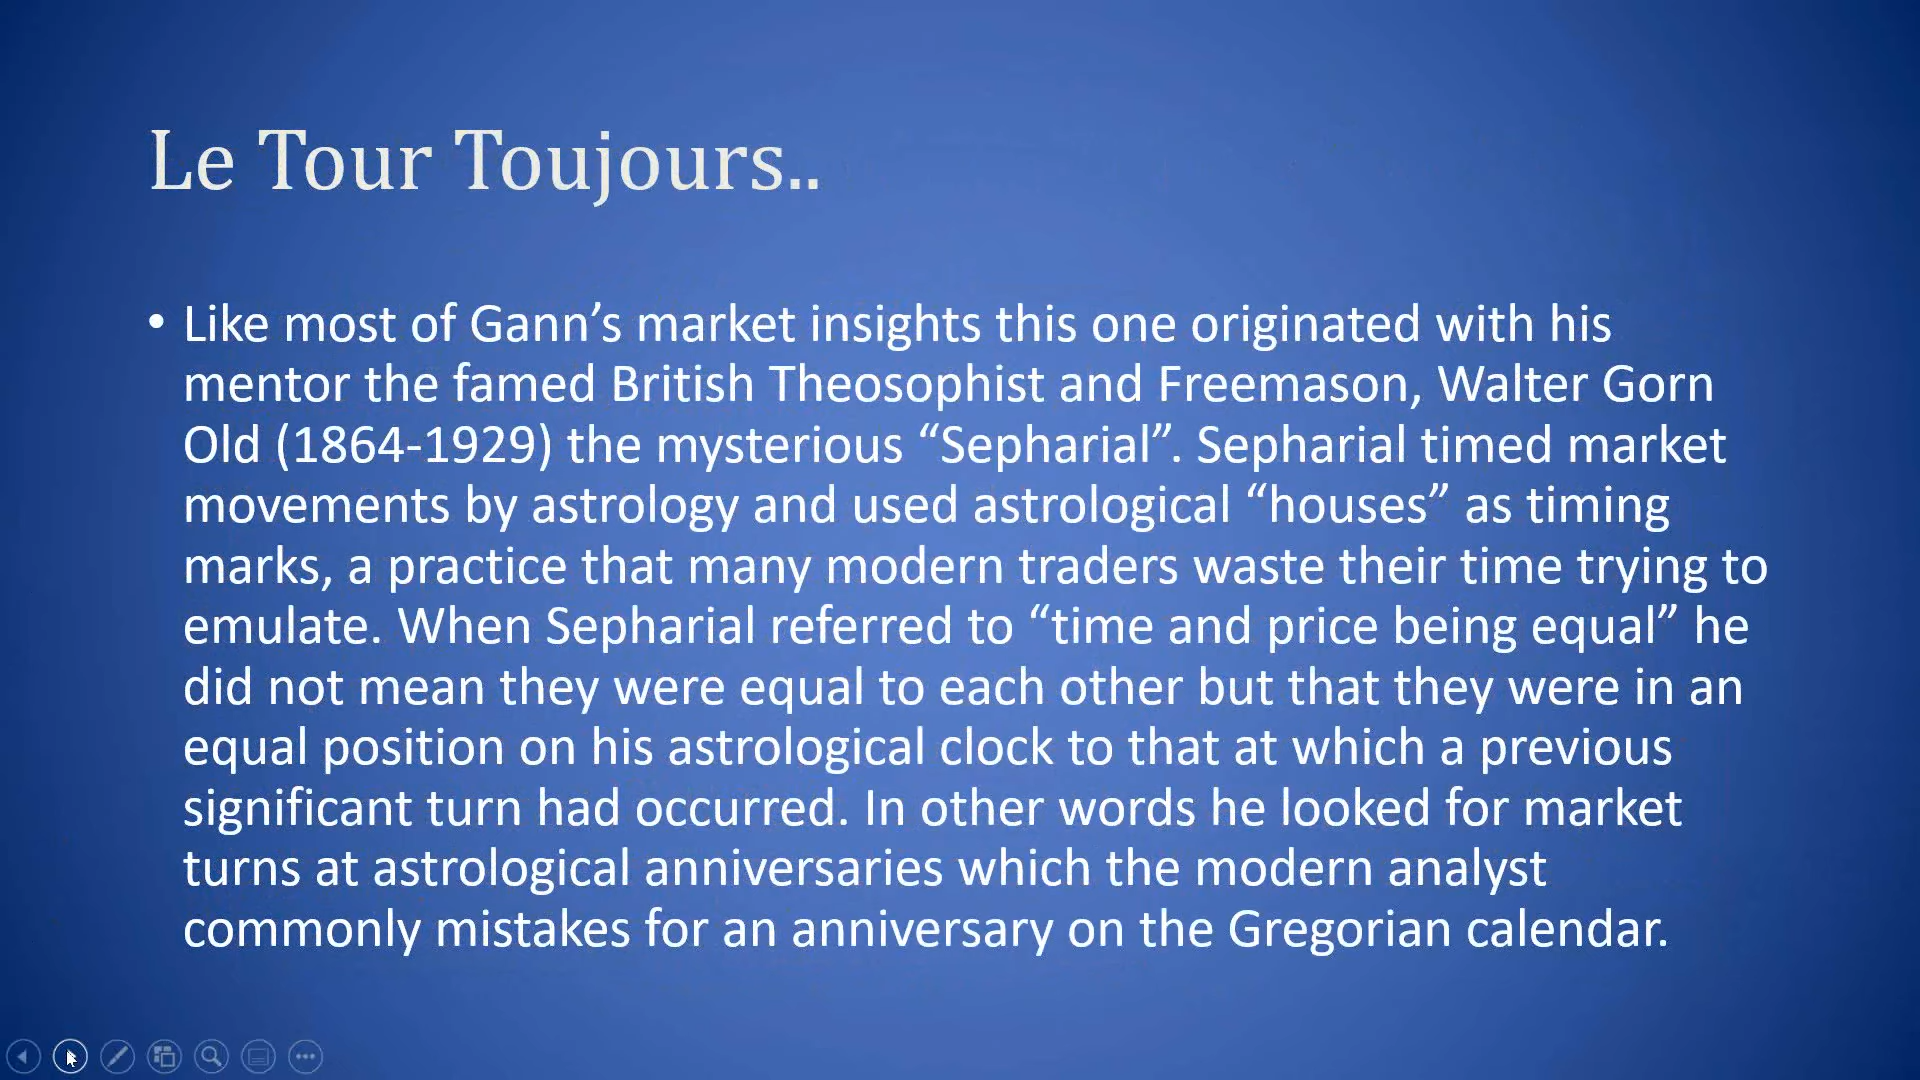 Le Tour Toujours..
• Like most of Gann’s market insights this one originated with his
mentor the famed British Theosophist and Freemason, Walter Gorn
Old (1864-1929) the mysterious “Sepharial”. Sepharial timed market
movements by astrology and used astrological “houses” as timing
marks, a practice that many modern traders waste their time trying to
emulate. When Sepharial referred to “time and price being equal” he
did not mean they were equal to each other but that they were in an
equal position on his astrological clock to that at which a previous
significant turn had occurred. In other words he looked for market
turns at astrological anniversaries which the modern analyst
commonly mistakes for an anniversary on the Gregorian calendar.